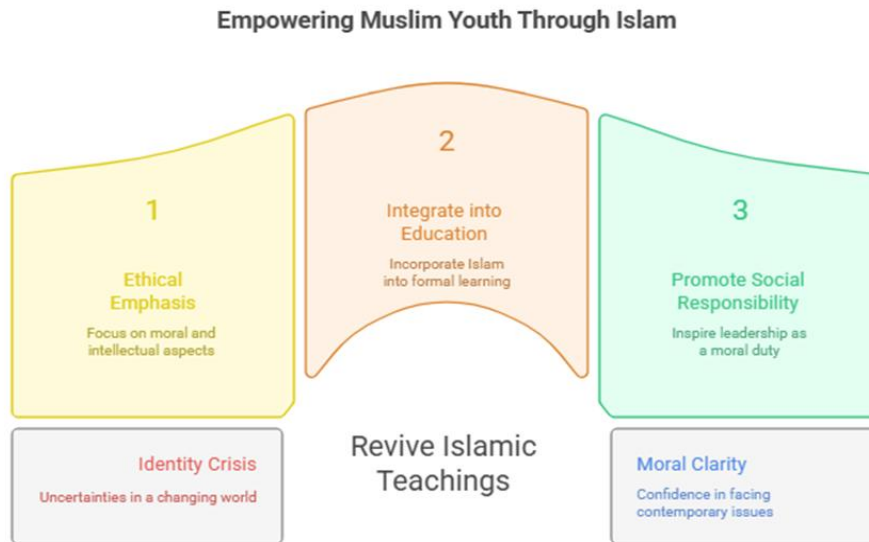 Empowering Muslim Youth Through Islam
1
Ethical
Emphasis
Focus on moral and
intellectual aspects
2
Integrate into
Education
Incorporate Islam
into formal learning
3
Promote Social
Responsibility
Inspire leadership as
a moral duty
Identity Crisis
Uncertainties in a changing world
Revive Islamic
Teachings
Moral Clarity
Confidence in facing
contemporary issues